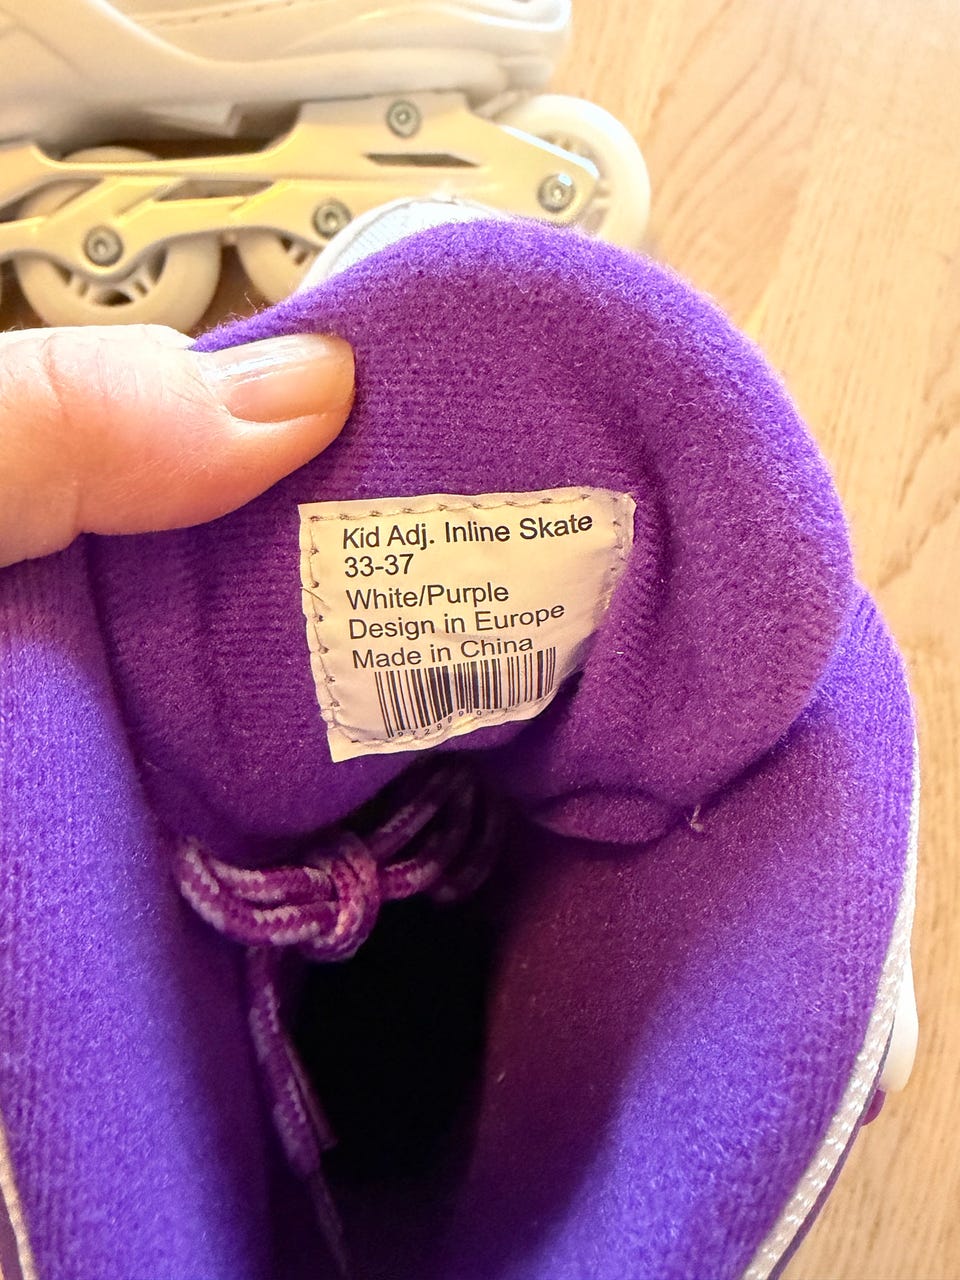 Kid Adj. Inline Skate
33-37
White/Purple
Design in Europe
Made in China